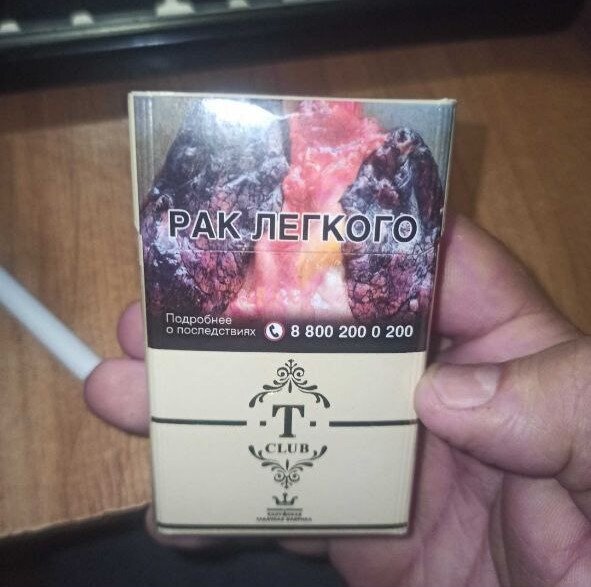 РАК ЛЕГКОГО
Подробнее
о последствиях
8 800 200 0 200
T
CLUB